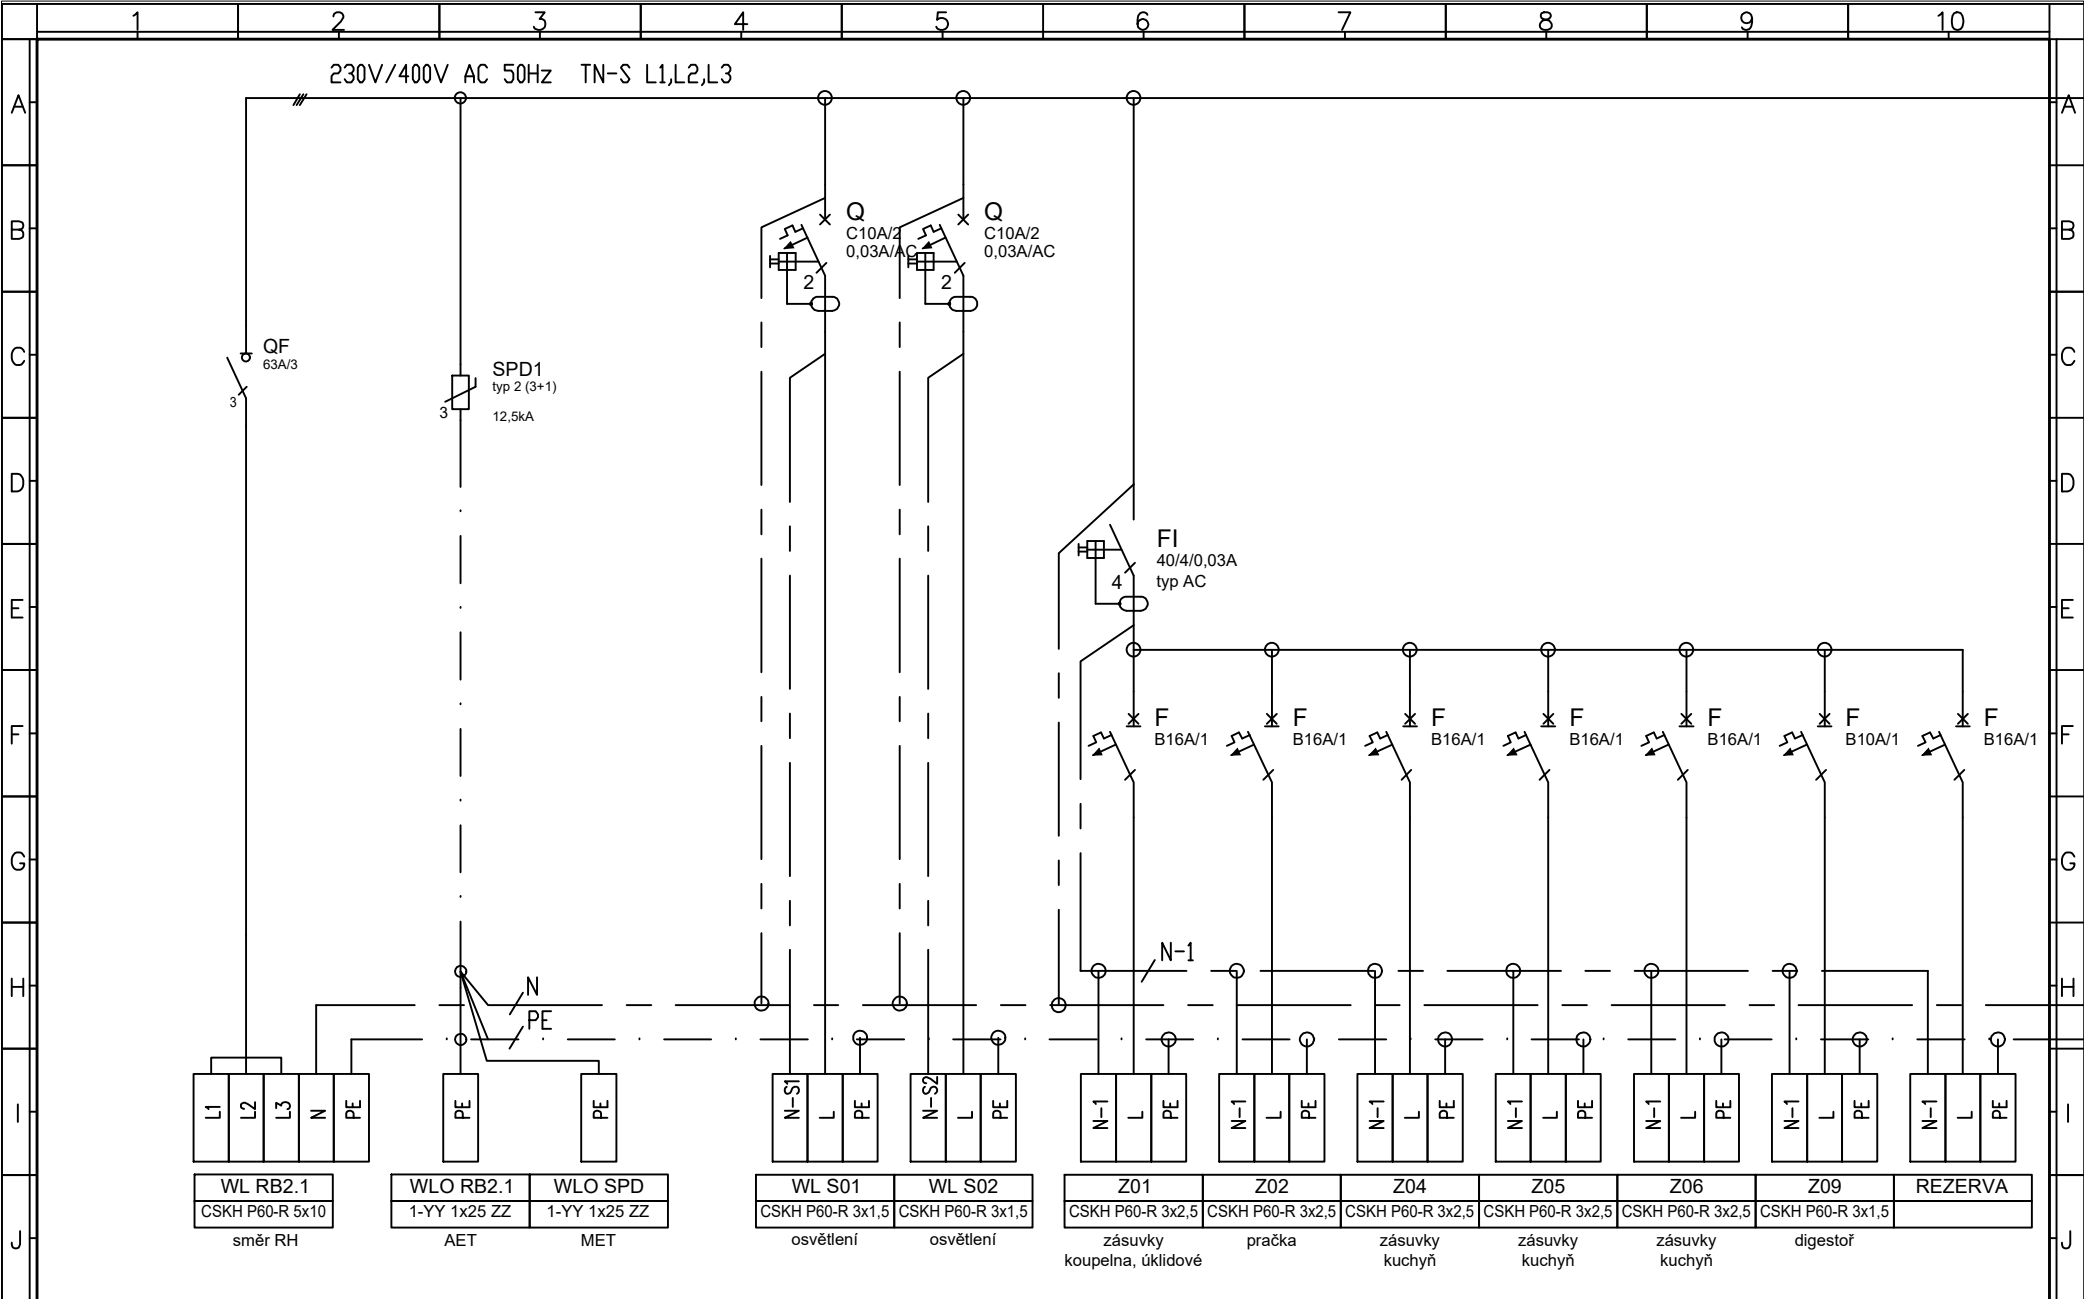 1 2 3 4 5 6 7 8 9 10
230V/400V AC 50Hz TN-S L1,L2,L3
A A
B B
C C
D D
E E
F F
G G
H H
I I
J J
QF
63A/3
3
SPD1
typ 2 (3+1)
12,5kA
3
Q
C10A/2
0,03A/AC
2
Q
C10A/2
0,03A/AC
2
FI
40/4/0,03A
typ AC
4
F
B16A/1
F
B16A/1
F
B16A/1
F
B16A/1
F
B16A/1
F
B10A/1
F
B16A/1
N-1
N
PE
L1 L2 L3 N PE
PE
PE
N-S1 L PE
N-S2 L PE
N-1 L PE
N-1 L PE
N-1 L PE
N-1 L PE
N-1 L PE
N-1 L PE
N-1 L PE
WL RB2.1
CSKH P60-R 5x10
směr RH
WLO RB2.1
1-YY 1x25 ZZ
AET
WLO SPD
1-YY 1x25 ZZ
MET
WL S01
CSKH P60-R 3x1,5
osvětlení
WL S02
CSKH P60-R 3x1,5
osvětlení
Z01
CSKH P60-R 3x2,5
zásuvky
koupelna, úklidové
Z02
CSKH P60-R 3x2,5
pračka
Z04
CSKH P60-R 3x2,5
zásuvky
kuchyň
Z05
CSKH P60-R 3x2,5
zásuvky
kuchyň
Z06
CSKH P60-R 3x2,5
zásuvky
kuchyň
Z09
CSKH P60-R 3x1,5
digestoř
REZERVA